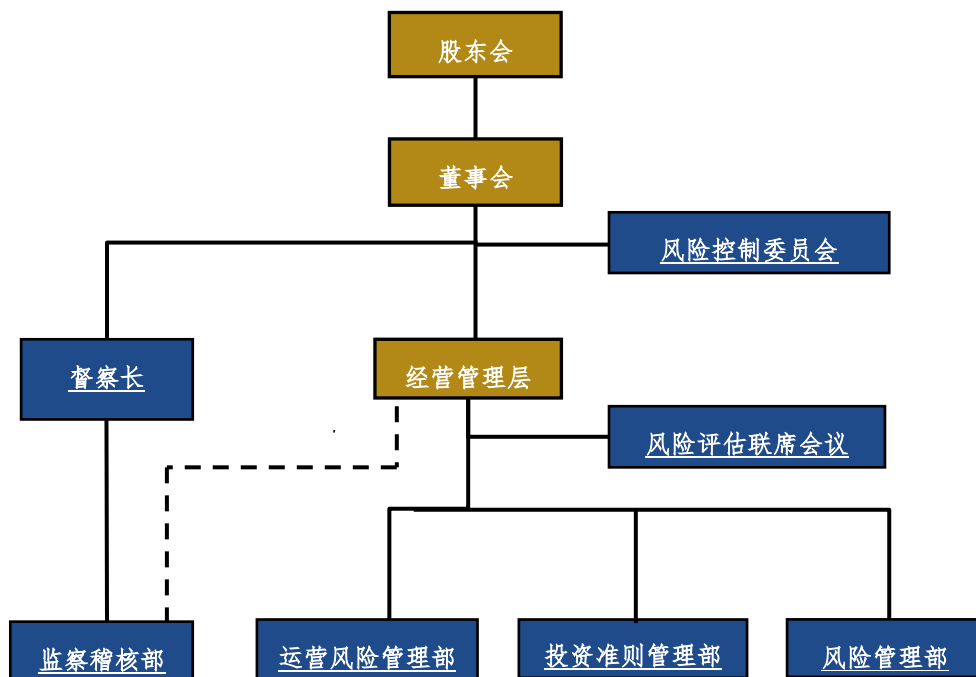 股东会
董事会
风险控制委员会
督察长
经营管理层
风险评估联席会议
监察稽核部
运营风险管理部
投资准则管理部
风险管理部